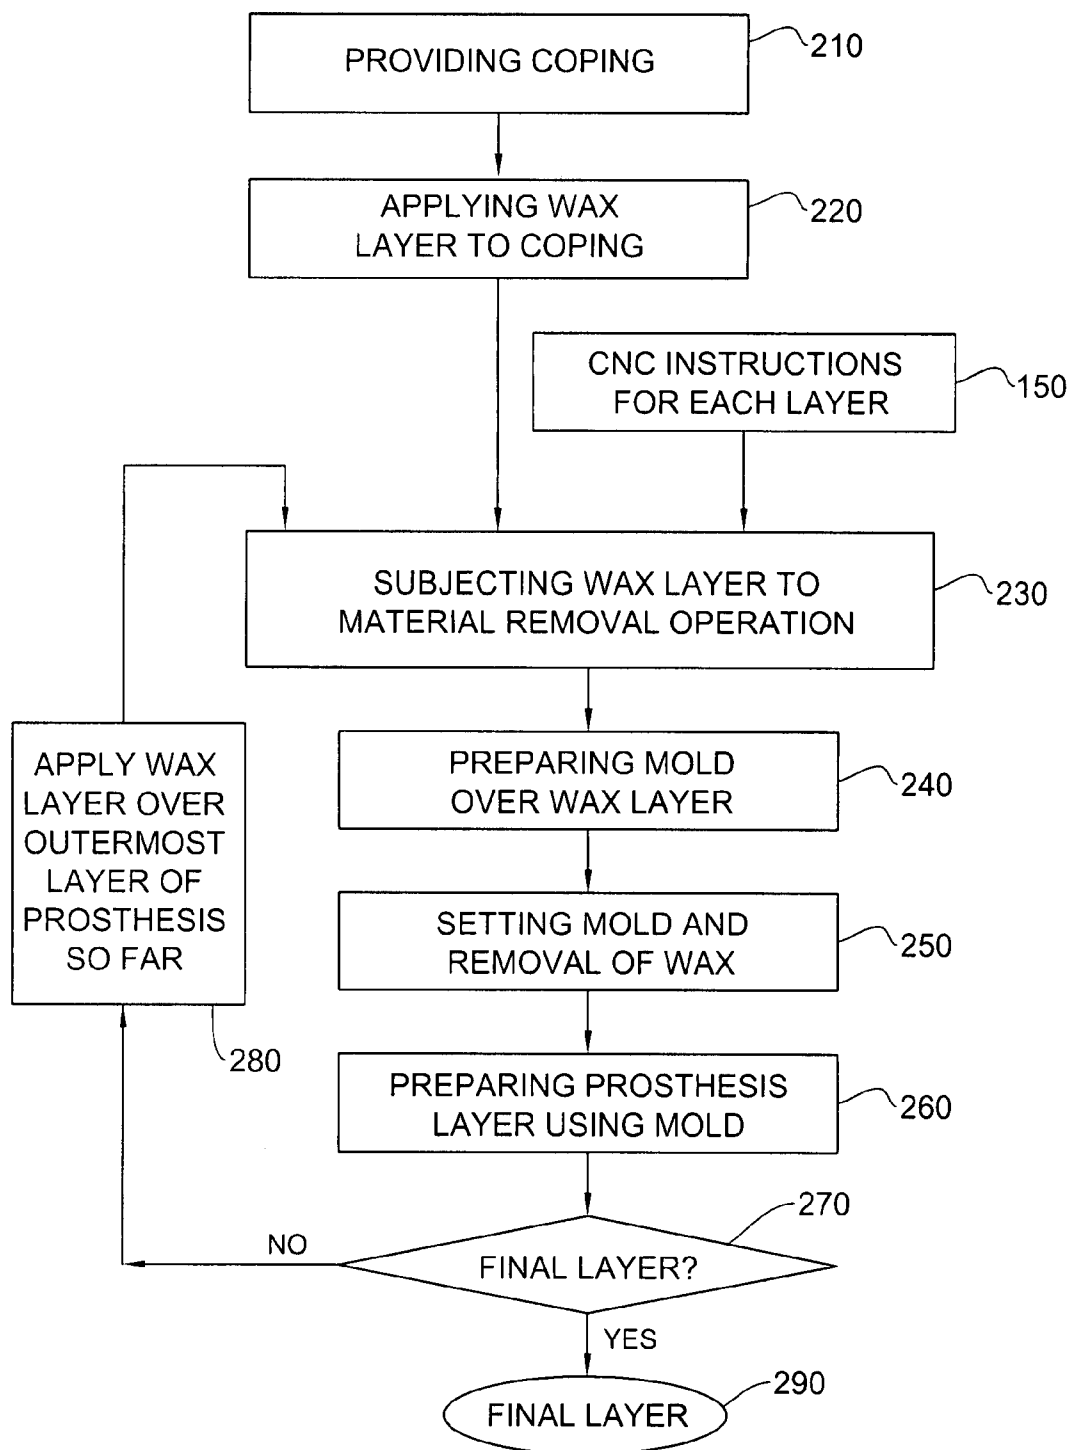 PROVIDING COPING
210
APPLYING WAX
LAYER TO COPING
220
CNC INSTRUCTIONS
FOR EACH LAYER
150
SUBJECTING WAX LAYER TO
MATERIAL REMOVAL OPERATION
230
PREPARING MOLD
OVER WAX LAYER
240
APPLY WAX
LAYER OVER
OUTERMOST
LAYER OF
PROSTHESIS
SO FAR
280
SETTING MOLD AND
REMOVAL OF WAX
250
PREPARING PROSTHESIS
LAYER USING MOLD
260
FINAL LAYER?
270
NO
YES
FINAL LAYER
290